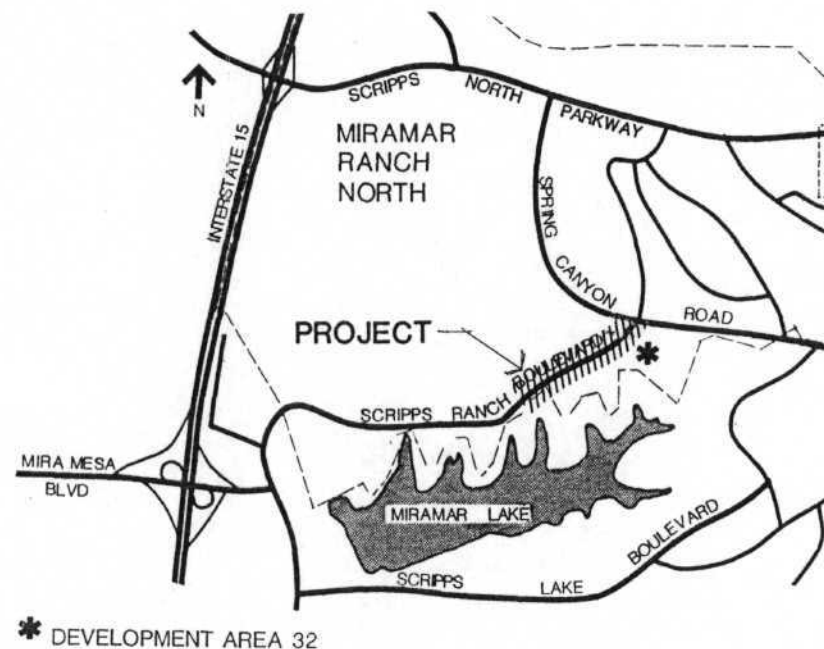 SCRIPPS NORTH PARKWAY
N
MIRAMAR
RANCH
NORTH
INTERSTATE 15
SPRING CANYON ROAD
PROJECT
SCRIPPS RANCH BOULEVARD
MIRA MESA
BLVD
MIRAMAR LAKE
SCRIPPS LAKE BOULEVARD
* DEVELOPMENT AREA 32